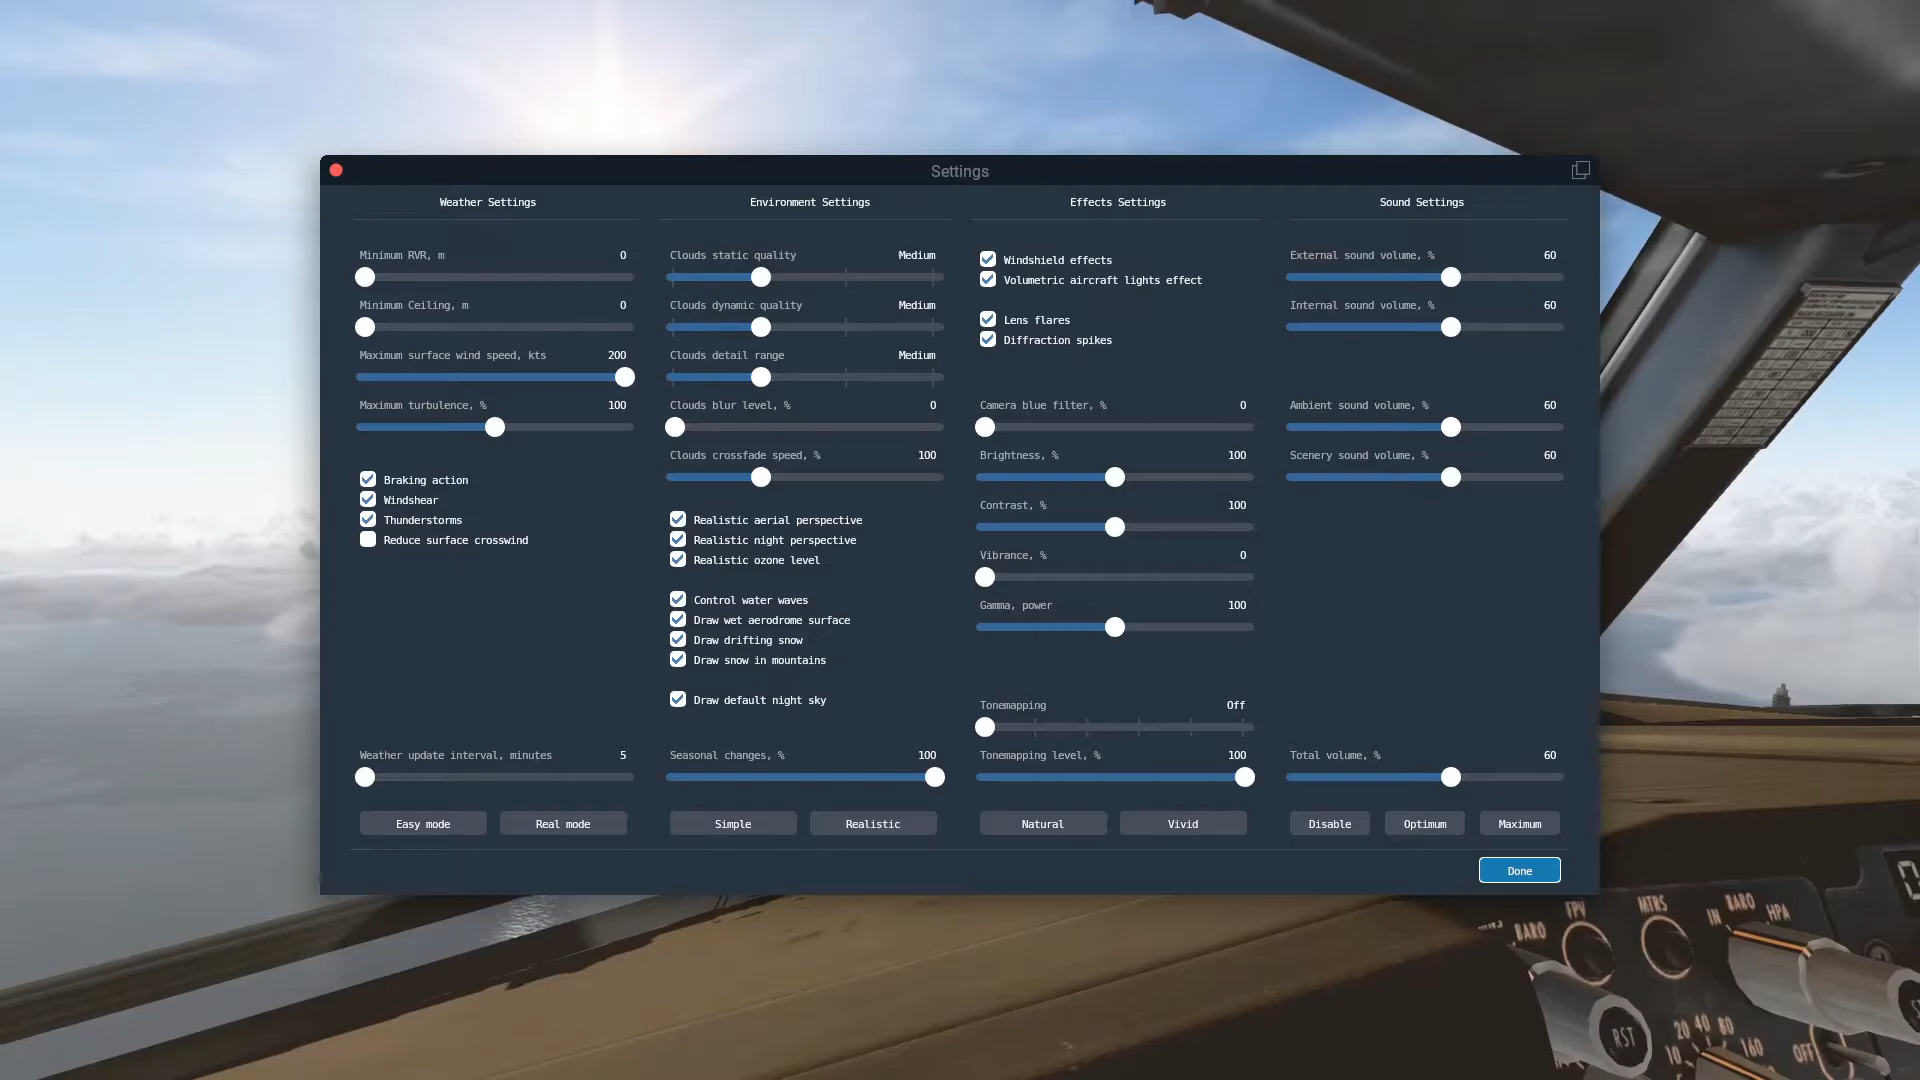 Settings
Weather Settings
Minimum RVR, m 0
Minimum Ceiling, m 0
Maximum surface wind speed, kts 200
Maximum turbulence, % 100
Braking action
Windshear
Thunderstorms
Reduce surface crosswind
Weather update interval, minutes 5
Easy mode Real mode
Environment Settings
Clouds static quality Medium
Clouds dynamic quality Medium
Clouds detail range Medium
Clouds blur level, % 0
Clouds crossfade speed, % 100
Realistic aerial perspective
Realistic night perspective
Realistic ozone level
Control water waves
Draw wet aerodrome surface
Draw drifting snow
Draw snow in mountains
Draw default night sky
Seasonal changes, % 100
Simple Realistic
Effects Settings
Windshield effects
Volumetric aircraft lights effect
Lens flares
Diffraction spikes
Camera blue filter, % 0
Brightness, % 100
Contrast, % 100
Vibrance, % 0
Gamma, power 100
Tonemapping Off
Tonemapping level, % 100
Natural Vivid
Sound Settings
External sound volume, % 60
Internal sound volume, % 60
Ambient sound volume, % 60
Scenery sound volume, % 60
Total volume, % 60
Disable Optimum Maximum
Done
BARO FPV MTRS IN BARO HPA
RST
10 20 40 80 160
OFF